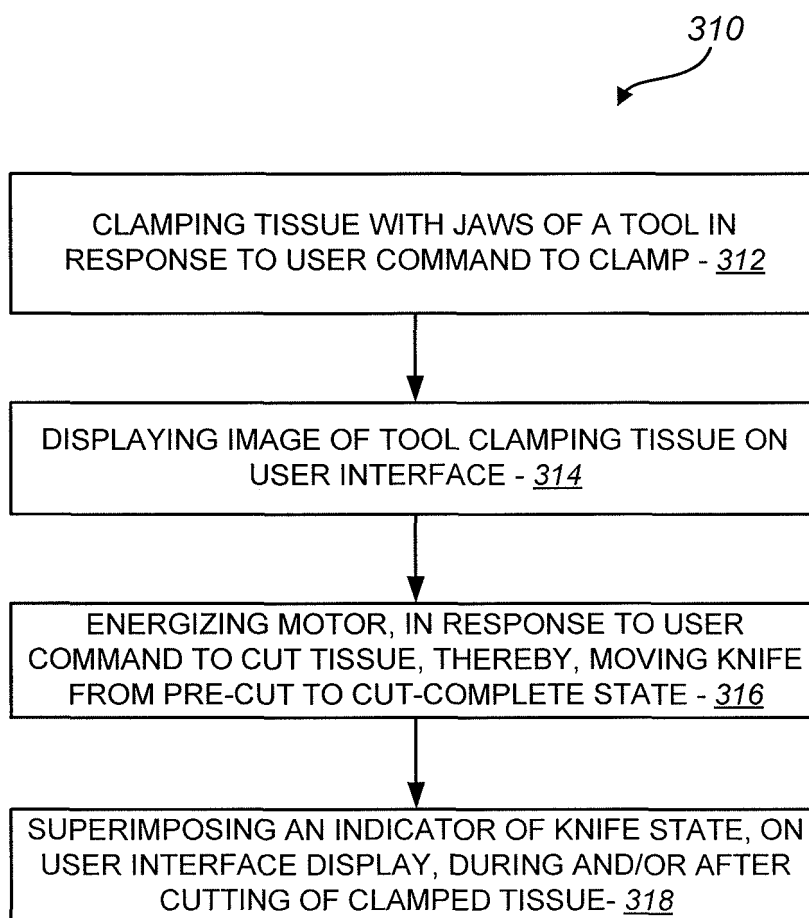 310
CLAMPING TISSUE WITH JAWS OF A TOOL IN
RESPONSE TO USER COMMAND TO CLAMP - 312
DISPLAYING IMAGE OF TOOL CLAMPING TISSUE ON
USER INTERFACE - 314
ENERGIZING MOTOR, IN RESPONSE TO USER
COMMAND TO CUT TISSUE, THEREBY, MOVING KNIFE
FROM PRE-CUT TO CUT-COMPLETE STATE - 316
SUPERIMPOSING AN INDICATOR OF KNIFE STATE, ON
USER INTERFACE DISPLAY, DURING AND/OR AFTER
CUTTING OF CLAMPED TISSUE- 318